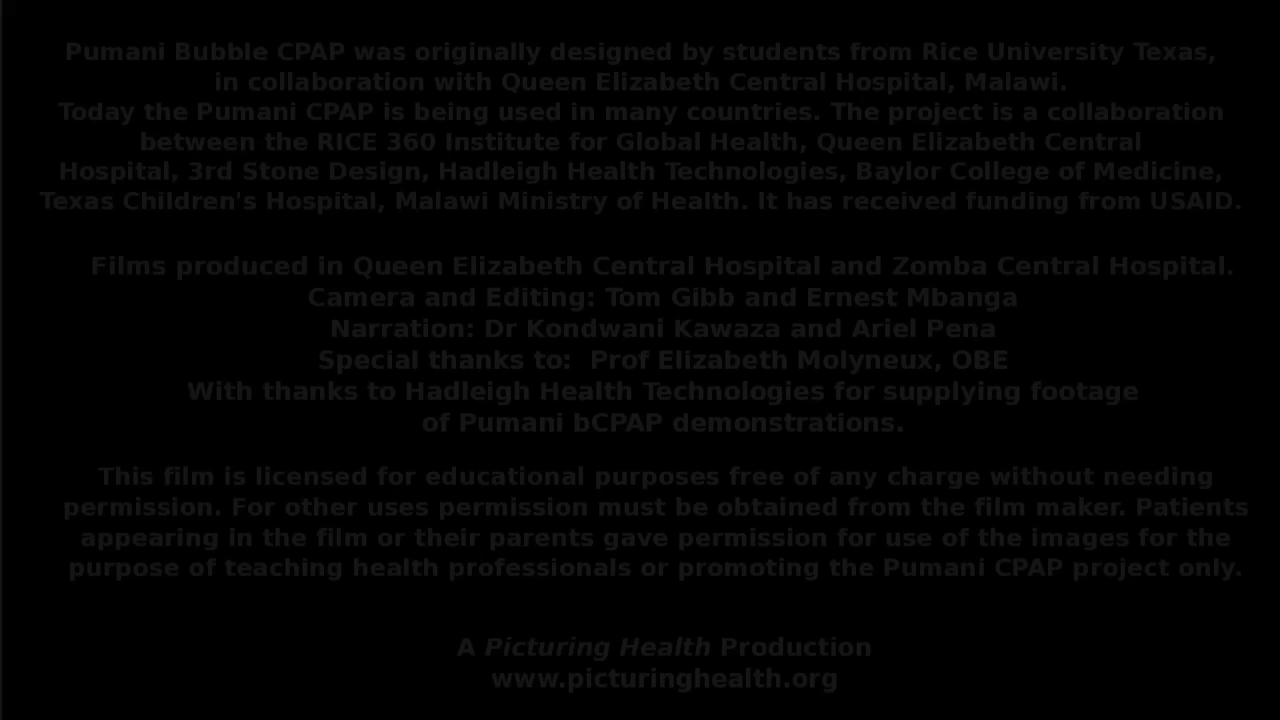 Pumani Bubble CPAP was originally designed by students from Rice University Texas,
in collaboration with Queen Elizabeth Central Hospital, Malawi.
Today the Pumani CPAP is being used in many countries. The project is a collaboration
between the RICE 360 Institute for Global Health, Queen Elizabeth Central
Hospital, 3rd Stone Design, Hadleigh Health Technologies, Baylor College of Medicine,
Texas Children's Hospital, Malawi Ministry of Health. It has received funding from USAID.
Films produced in Queen Elizabeth Central Hospital and Zomba Central Hospital.
Camera and Editing: Tom Gibb and Ernest Mbanga
Narration: Dr Kondwani Kawaza and Ariel Pena
Special thanks to:  Prof Elizabeth Molyneux, OBE
With thanks to Hadleigh Health Technologies for supplying footage
of Pumani bCPAP demonstrations.
This film is licensed for educational purposes free of any charge without needing
permission. For other uses permission must be obtained from the film maker. Patients
appearing in the film or their parents gave permission for use of the images for the
purpose of teaching health professionals or promoting the Pumani CPAP project only.
A Picturing Health Production
www.picturinghealth.org